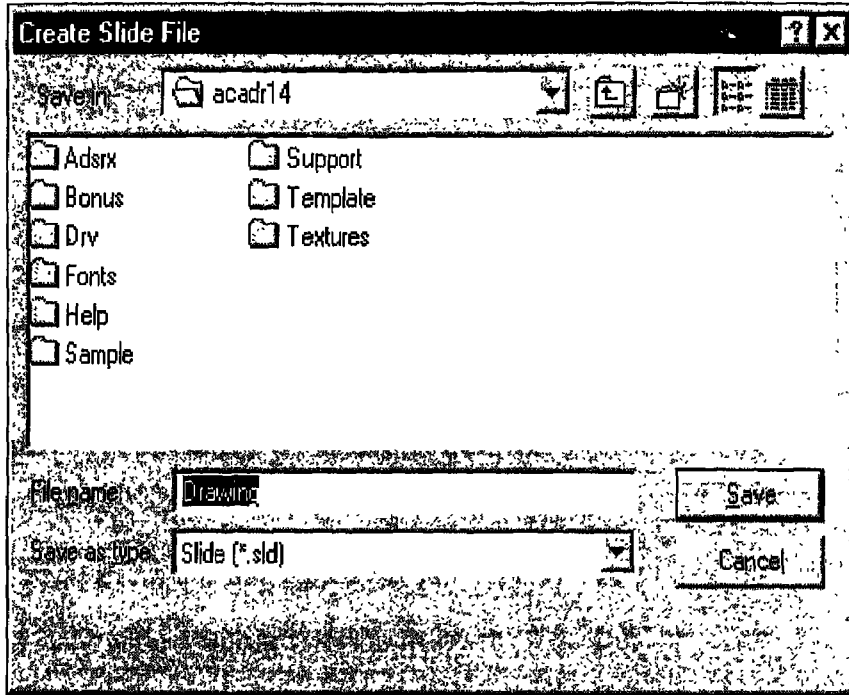 Create Slide File
Save in: acadr14
Adsrx
Bonus
Drv
Fonts
Help
Sample
Support
Template
Textures
File name: Drawing
Save
Save as type: Slide (*.sld)
Cancel